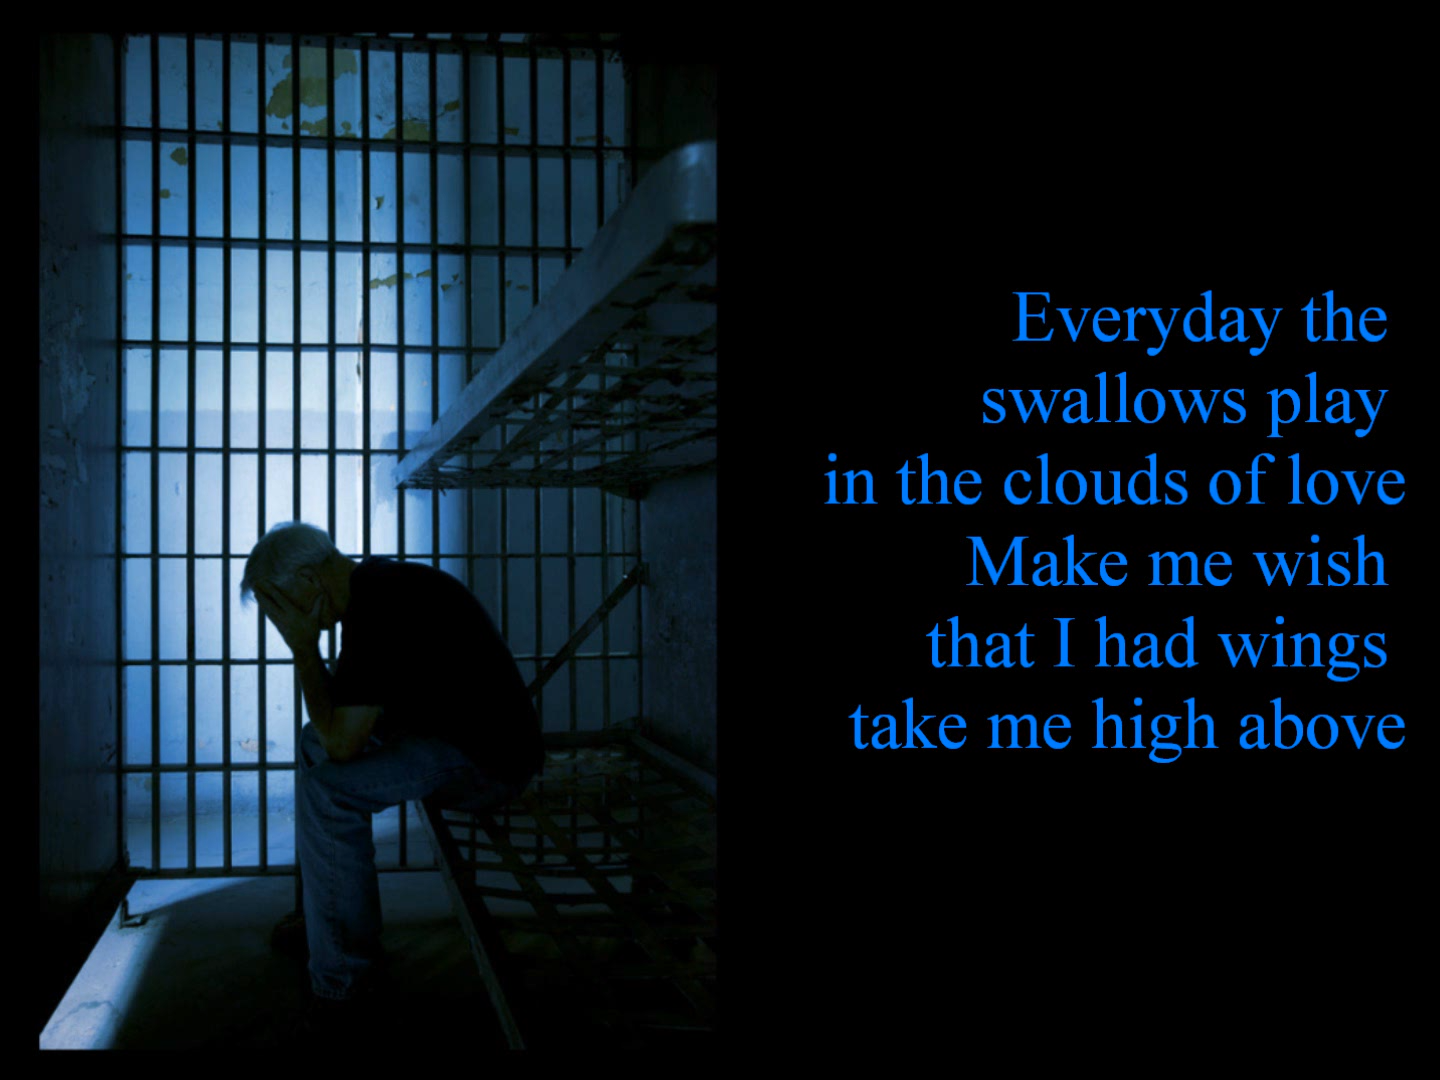 Everyday the
swallows play
in the clouds of love
Make me wish
that I had wings
take me high above